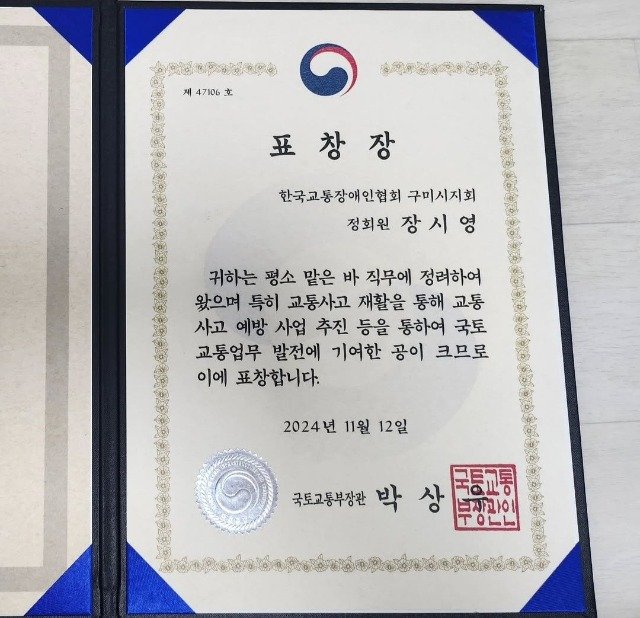 제 47106 호
표 창 장
한국교통장애인협회 구미시지회
정회원 장시영
귀하는 평소 맡은 바 직무에 정려하여
왔으며 특히 교통사고 재활을 통해 교통
사고 예방 사업 추진 등을 통하여 국토
교통업무 발전에 기여한 공이 크므로
이에 표창합니다.
2024년 11월 12일
국토교통부장관 박 상 우
국토교통
부장관인